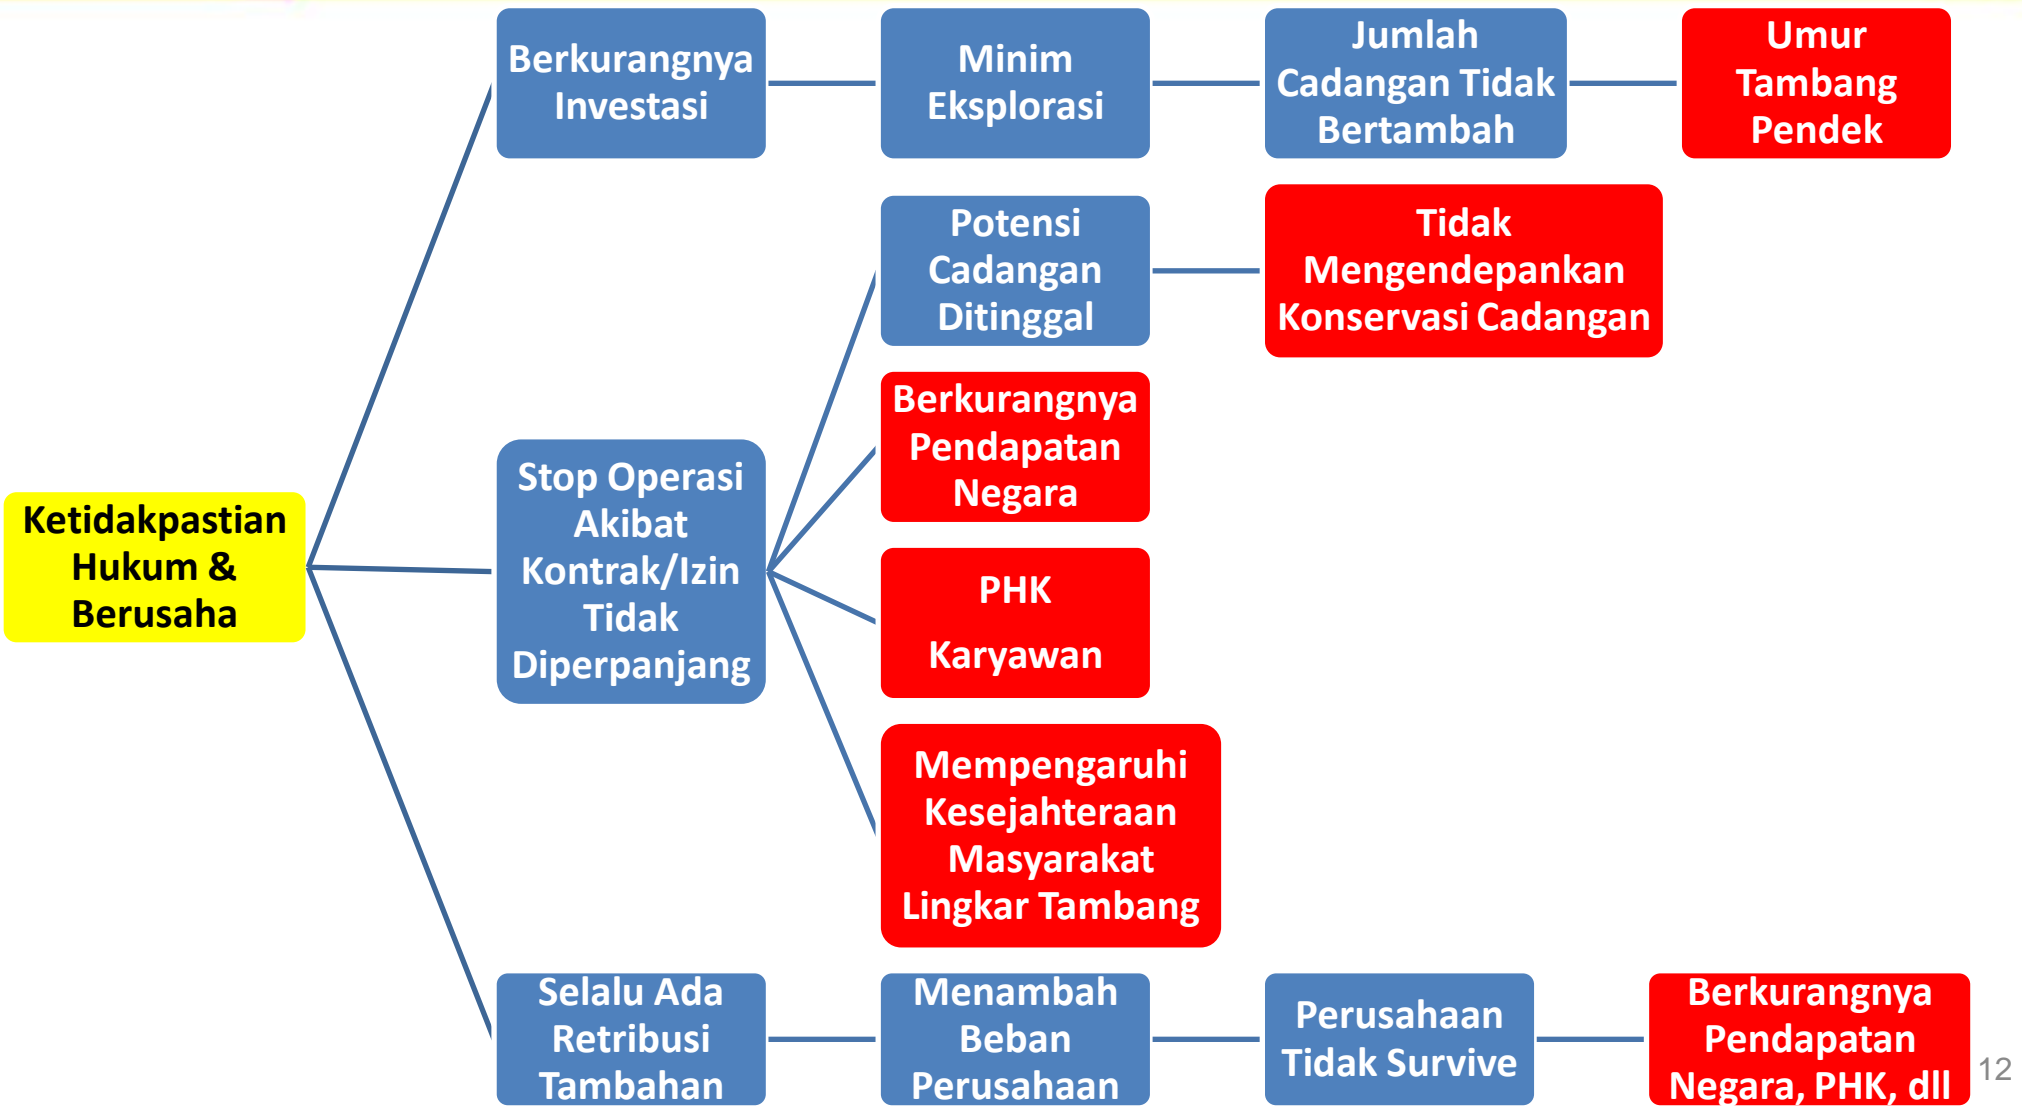 Berkurangnya
Investasi
Minim
Eksplorasi
Jumlah
Cadangan Tidak
Bertambah
Umur
Tambang
Pendek
Potensi
Cadangan
Ditinggal
Tidak
Mengendepankan
Konservasi Cadangan
Berkurangnya
Pendapatan
Negara
Ketidakpastian
Hukum &
Berusaha
Stop Operasi
Akibat
Kontrak/Izin
Tidak
Diperpanjang
PHK
Karyawan
Mempengaruhi
Kesejahteraan
Masyarakat
Lingkar Tambang
Selalu Ada
Retribusi
Tambahan
Menambah
Beban
Perusahaan
Perusahaan
Tidak Survive
Berkurangnya
Pendapatan
Negara, PHK, dll
12